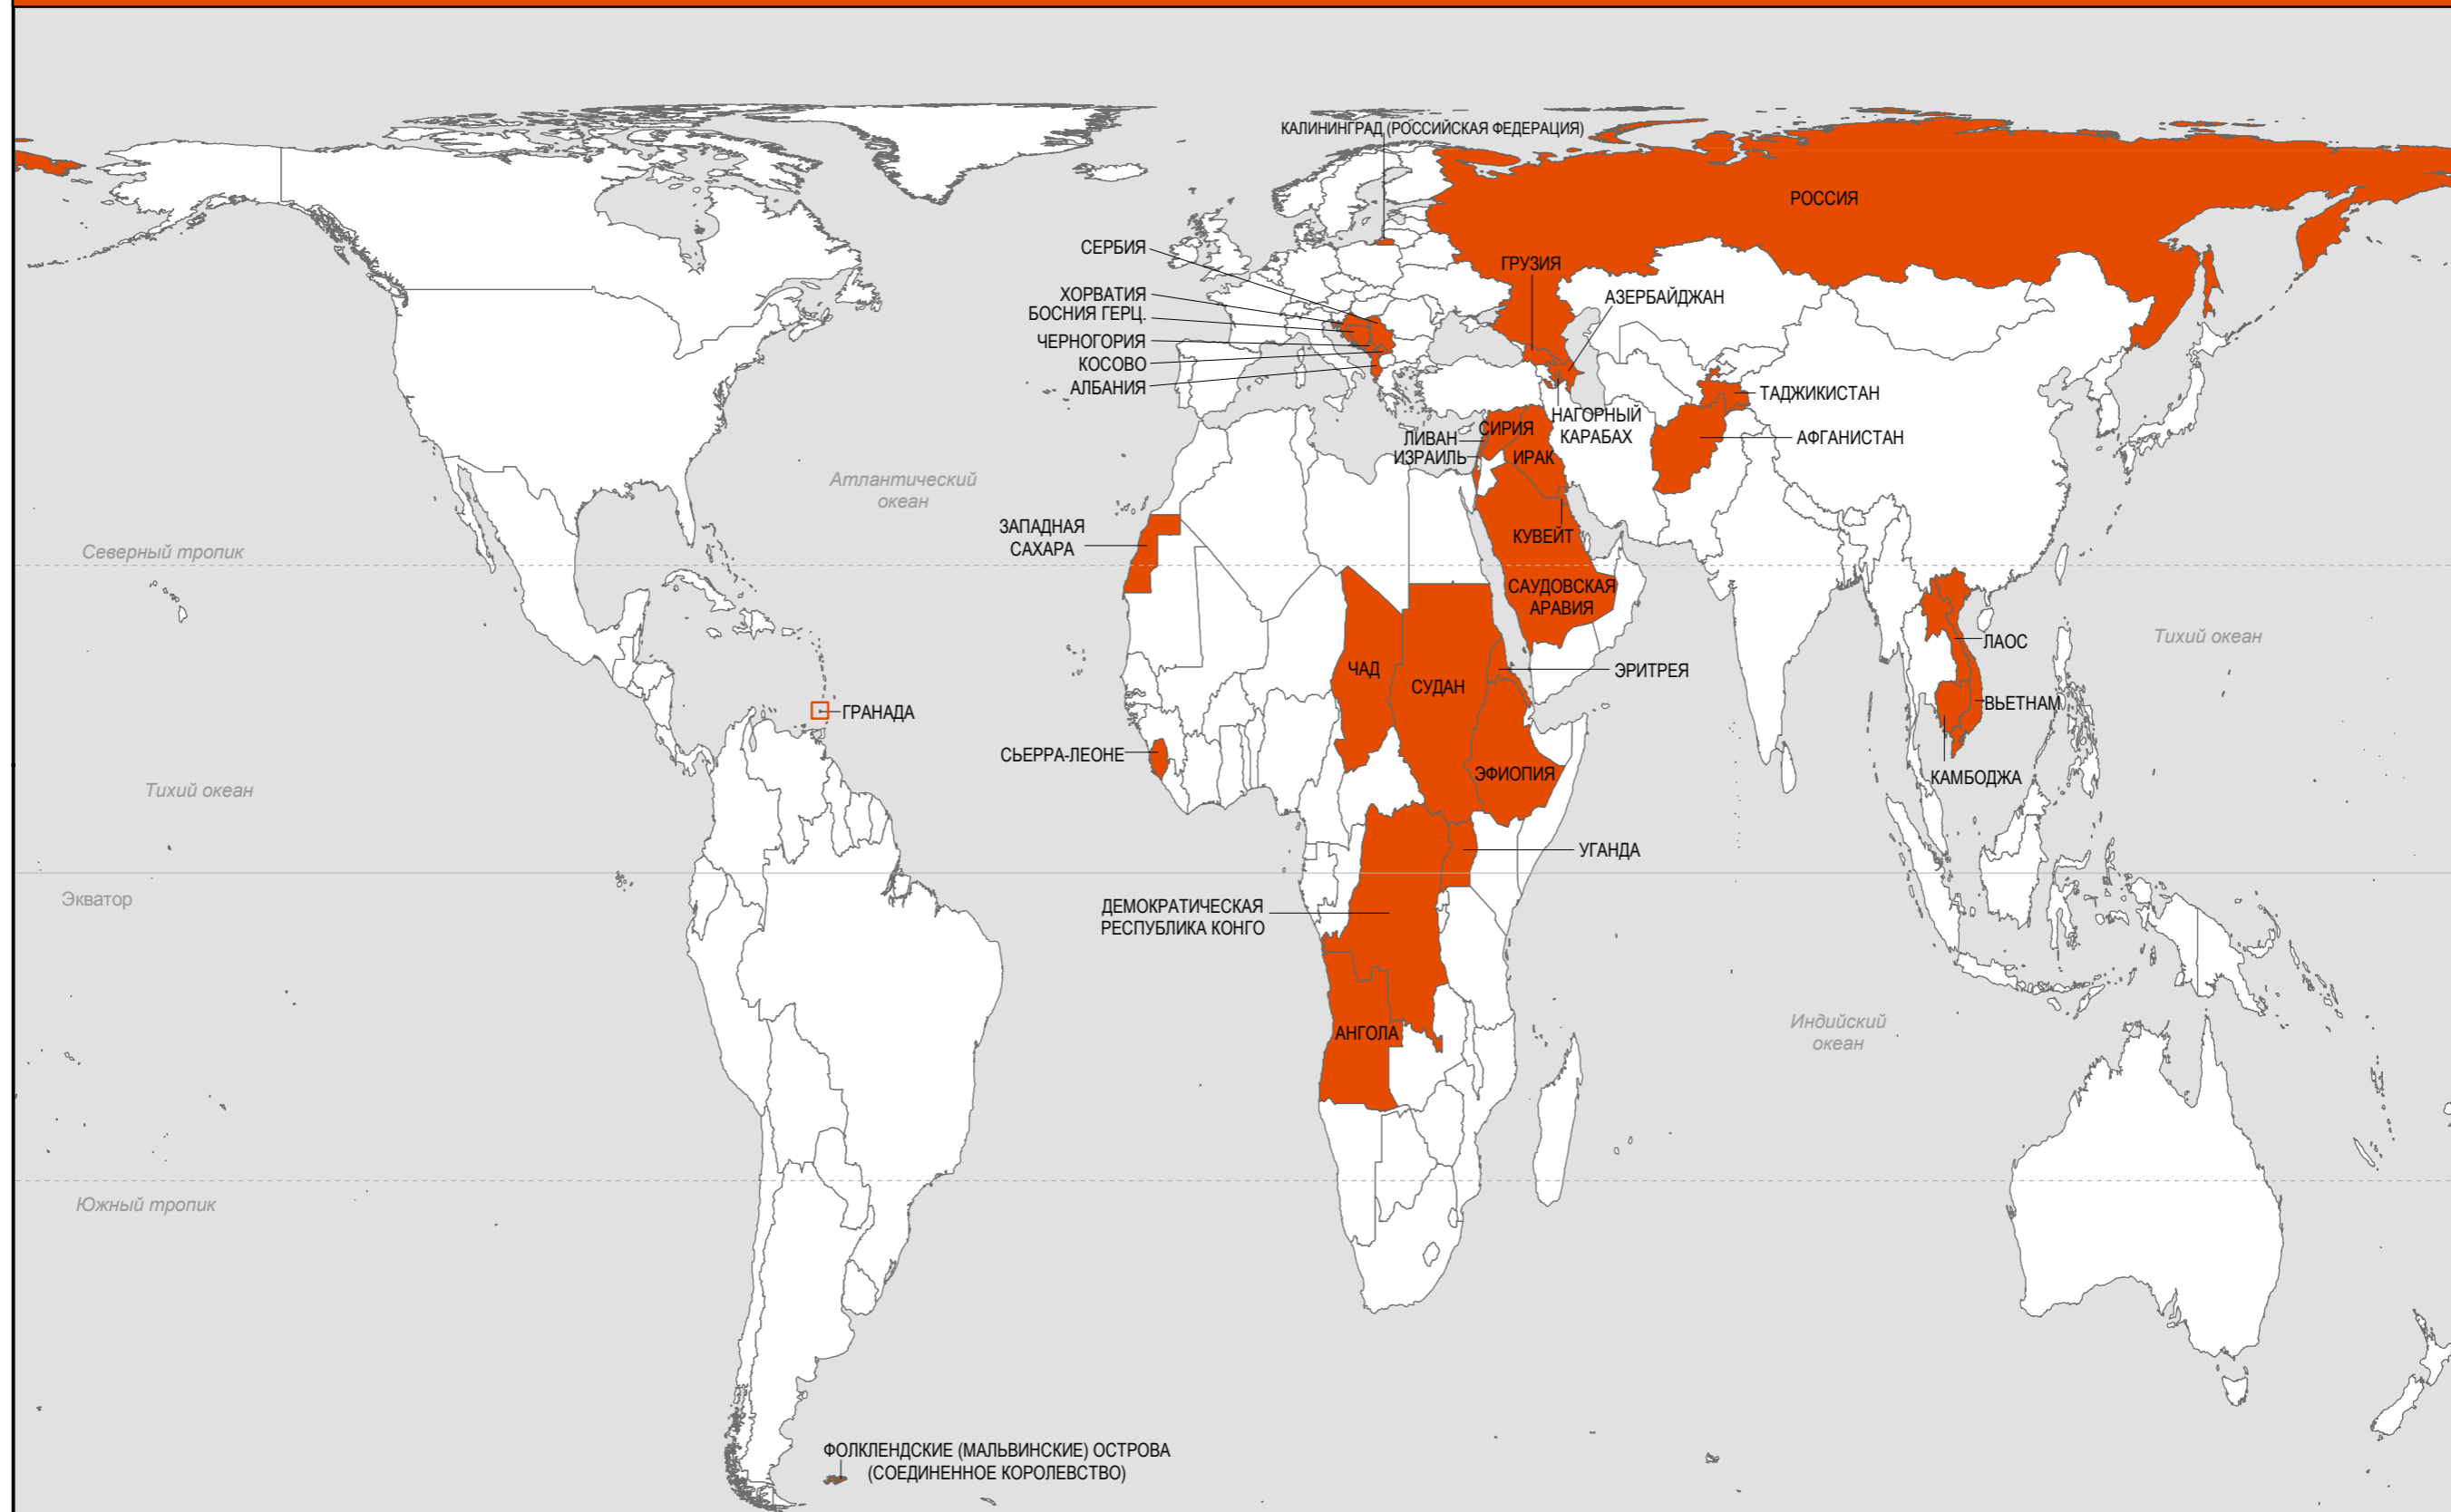 КАЛИНИНГРАД (РОССИЙСКАЯ ФЕДЕРАЦИЯ)
РОССИЯ
СЕРБИЯ
ГРУЗИЯ
ХОРВАТИЯ
АЗЕРБАЙДЖАН
БОСНИЯ ГЕРЦ.
ЧЕРНОГОРИЯ
КОСОВО
АЛБАНИЯ
ТАДЖИКИСТАН
НАГОРНЫЙ
КАРАБАХ
СИРИЯ
ЛИВАН
АФГАНИСТАН
ИЗРАИЛЬ
ИРАК
Атлантический
океан
ЗАПАДНАЯ
САХАРА
КУВЕЙТ
Северный тропик
САУДОВСКАЯ
АРАВИЯ
ЛАОС
Тихий океан
ЧАД
ЭРИТРЕЯ
СУДАН
ВЬЕТНАМ
ГРАНАДА
СЬЕРРА-ЛЕОНЕ
ЭФИОПИЯ
КАМБОДЖА
Тихий океан
УГАНДА
Экватор
ДЕМОКРАТИЧЕСКАЯ
РЕСПУБЛИКА КОНГО
Индийский
океан
АНГОЛА
Южный тропик
ФОЛКЛЕНДСКИЕ (МАЛЬВИНСКИЕ) ОСТРОВА
(СОЕДИНЕННОЕ КОРОЛЕВСТВО)